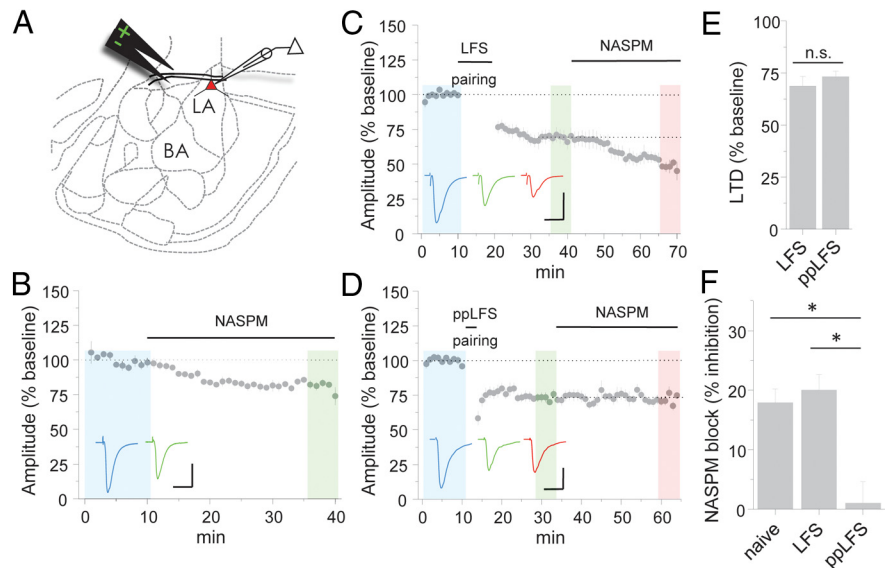 A
+
-
LA
BA
B
NASPM
Amplitude (% baseline)
150
125
100
75
50
25
0
0 10 20 30 40
min
C
LFS
pairing
NASPM
Amplitude (% baseline)
150
125
100
75
50
25
0
0 10 20 30 40 50 60 70
min
D
ppLFS
pairing
NASPM
Amplitude (% baseline)
150
125
100
75
50
25
0
0 10 20 30 40 50 60
min
E
n.s.
LTD (% baseline)
100
75
50
25
0
LFS ppLFS
F
*
*
NASPM block (% inhibition)
30
20
10
0
naive LFS ppLFS